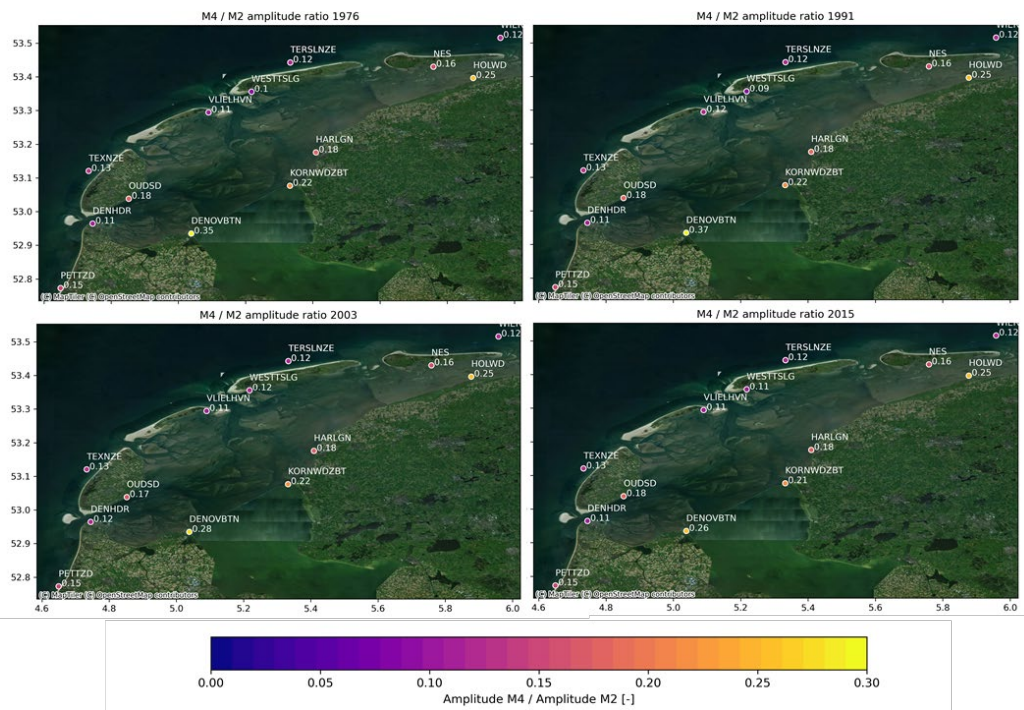 M4 / M2 amplitude ratio 1976
53.5
53.4
53.3
53.2
53.1
53.0
52.9
52.8
0.12
TERSLNZE
0.12
NES
0.16
HOLWD
0.25
WESTTSLG
0.1
VLIELHVN
0.11
HARLGN
0.18
TEXNZE
0.13
KORNWDZBT
0.22
OUDSD
0.18
DENHDR
0.11
DENOVBTN
0.35
PETTZD
0.15
(C) MapTiler (C) OpenStreetMap contributors
M4 / M2 amplitude ratio 1991
0.12
TERSLNZE
0.12
NES
0.16
HOLWD
0.25
WESTTSLG
0.09
VLIELHVN
0.12
HARLGN
0.18
TEXNZE
0.13
KORNWDZBT
0.22
OUDSD
0.18
DENHDR
0.11
DENOVBTN
0.37
PETTZD
0.15
(C) MapTiler (C) OpenStreetMap contributors
M4 / M2 amplitude ratio 2003
53.5
53.4
53.3
53.2
53.1
53.0
52.9
52.8
0.12
TERSLNZE
0.12
NES
0.16
HOLWD
0.25
WESTTSLG
0.12
VLIELHVN
0.11
HARLGN
0.18
TEXNZE
0.13
KORNWDZBT
0.22
OUDSD
0.17
DENHDR
0.12
DENOVBTN
0.28
PETTZD
0.15
(C) MapTiler (C) OpenStreetMap contributors
4.6 4.8 5.0 5.2 5.4 5.6 5.8 6.0
M4 / M2 amplitude ratio 2015
0.12
TERSLNZE
0.12
NES
0.16
HOLWD
0.25
WESTTSLG
0.11
VLIELHVN
0.11
HARLGN
0.18
TEXNZE
0.13
KORNWDZBT
0.21
OUDSD
0.18
DENHDR
0.11
DENOVBTN
0.26
PETTZD
0.15
(C) MapTiler (C) OpenStreetMap contributors
4.6 4.8 5.0 5.2 5.4 5.6 5.8 6.0
0.00 0.05 0.10 0.15 0.20 0.25 0.30
Amplitude M4 / Amplitude M2 [-]